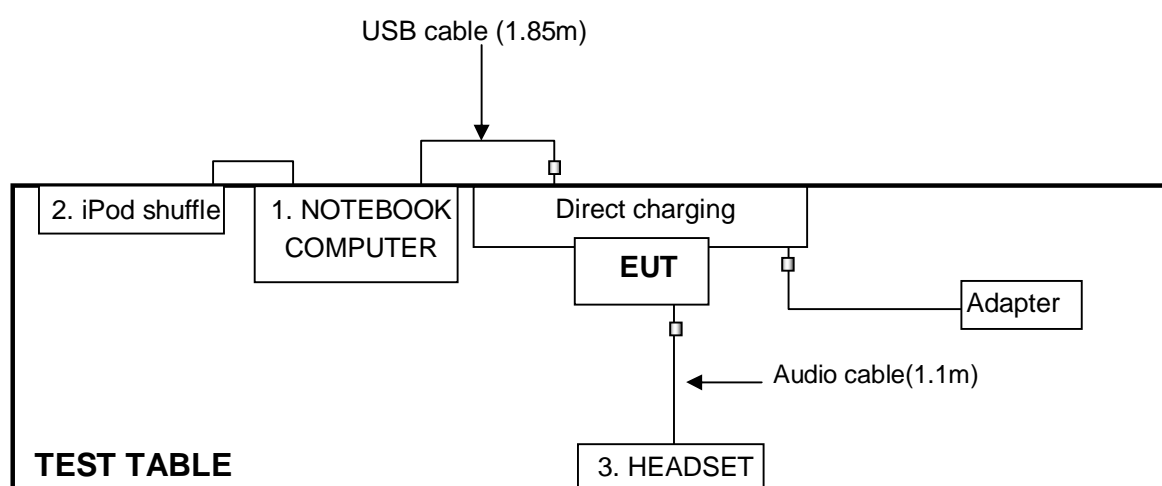 USB cable (1.85m)
2. iPod shuffle
1. NOTEBOOK
COMPUTER
Direct charging
EUT
Adapter
Audio cable(1.1m)
TEST TABLE
3. HEADSET